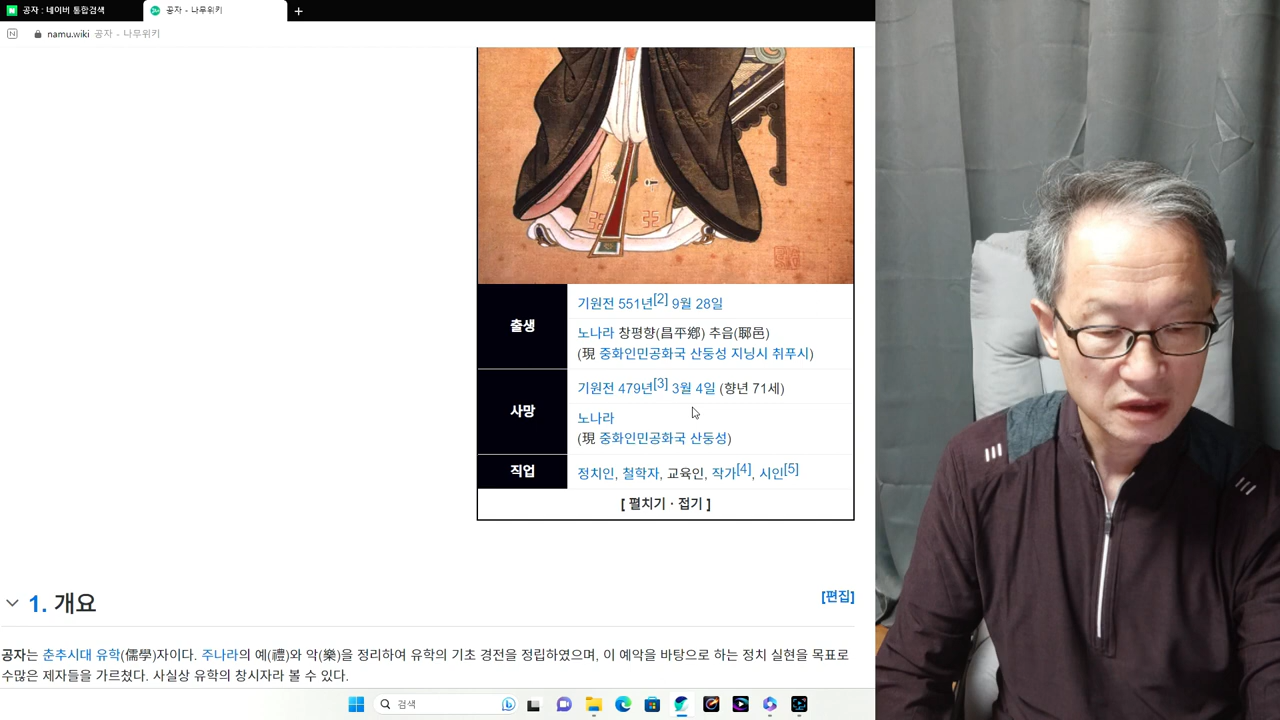 공자 : 네이버 통합검색
공자 - 나무위키
namu.wiki 공자 - 나무위키
출생
기원전 551년[2] 9월 28일
노나라 창평향(昌平鄕) 추읍(郰邑)
(現 중화인민공화국 산둥성 지닝시 취푸시)
사망
기원전 479년[3] 3월 4일 (향년 71세)
노나라
(現 중화인민공화국 산둥성)
직업
정치인, 철학자, 교육인, 작가[4], 시인[5]
[ 펼치기 · 접기 ]
1. 개요
[편집]
공자는 춘추시대 유학(儒學)자이다. 주나라의 예(禮)와 악(樂)을 정리하여 유학의 기초 경전을 정립하였으며, 이 예악을 바탕으로 하는 정치 실현을 목표로
수많은 제자들을 가르쳤다. 사실상 유학의 창시자라 볼 수 있다.
검색